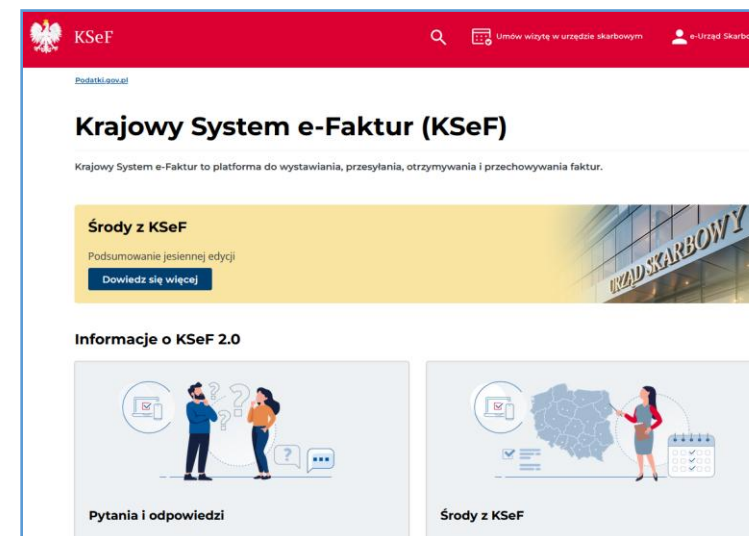 KSeF
Umów wizytę w urzędzie skarbowym
e-Urząd Skarbo
Podatki.gov.pl
Krajowy System e-Faktur (KSeF)
Krajowy System e-Faktur to platforma do wystawiania, przesyłania, otrzymywania i przechowywania faktur.
Środy z KSeF
Podsumowanie jesiennej edycji
Dowiedz się więcej
URZĄD SKARBOWY
Informacje o KSeF 2.0
Pytania i odpowiedzi
Środy z KSeF